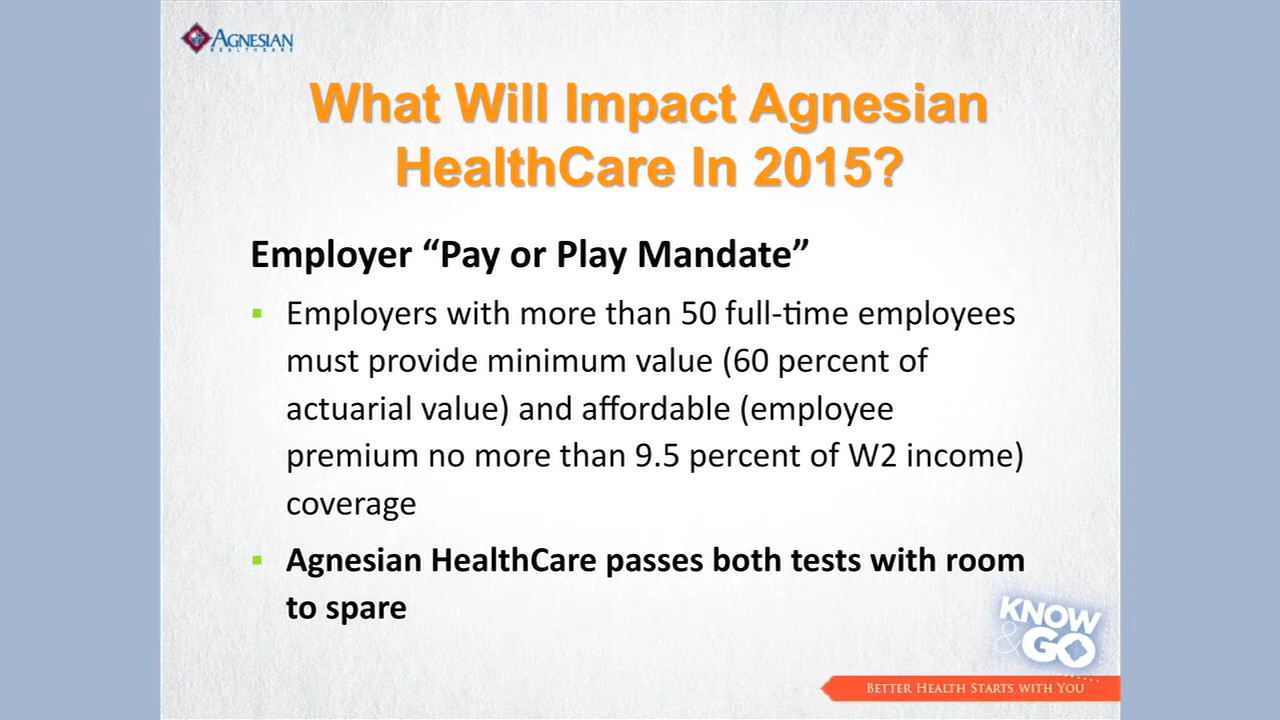 AGNESIAN
HEALTHCARE
What Will Impact Agnesian
HealthCare In 2015?
Employer “Pay or Play Mandate”
▪ Employers with more than 50 full-time employees
must provide minimum value (60 percent of
actuarial value) and affordable (employee
premium no more than 9.5 percent of W2 income)
coverage
▪ Agnesian HealthCare passes both tests with room
to spare
KNOW
& GO
BETTER HEALTH STARTS WITH YOU